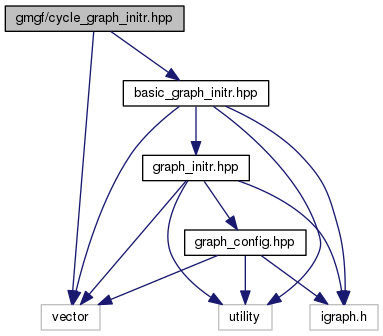 gmgf/cycle_graph_initr.hpp
basic_graph_initr.hpp
graph_initr.hpp
graph_config.hpp
vector
utility
igraph.h